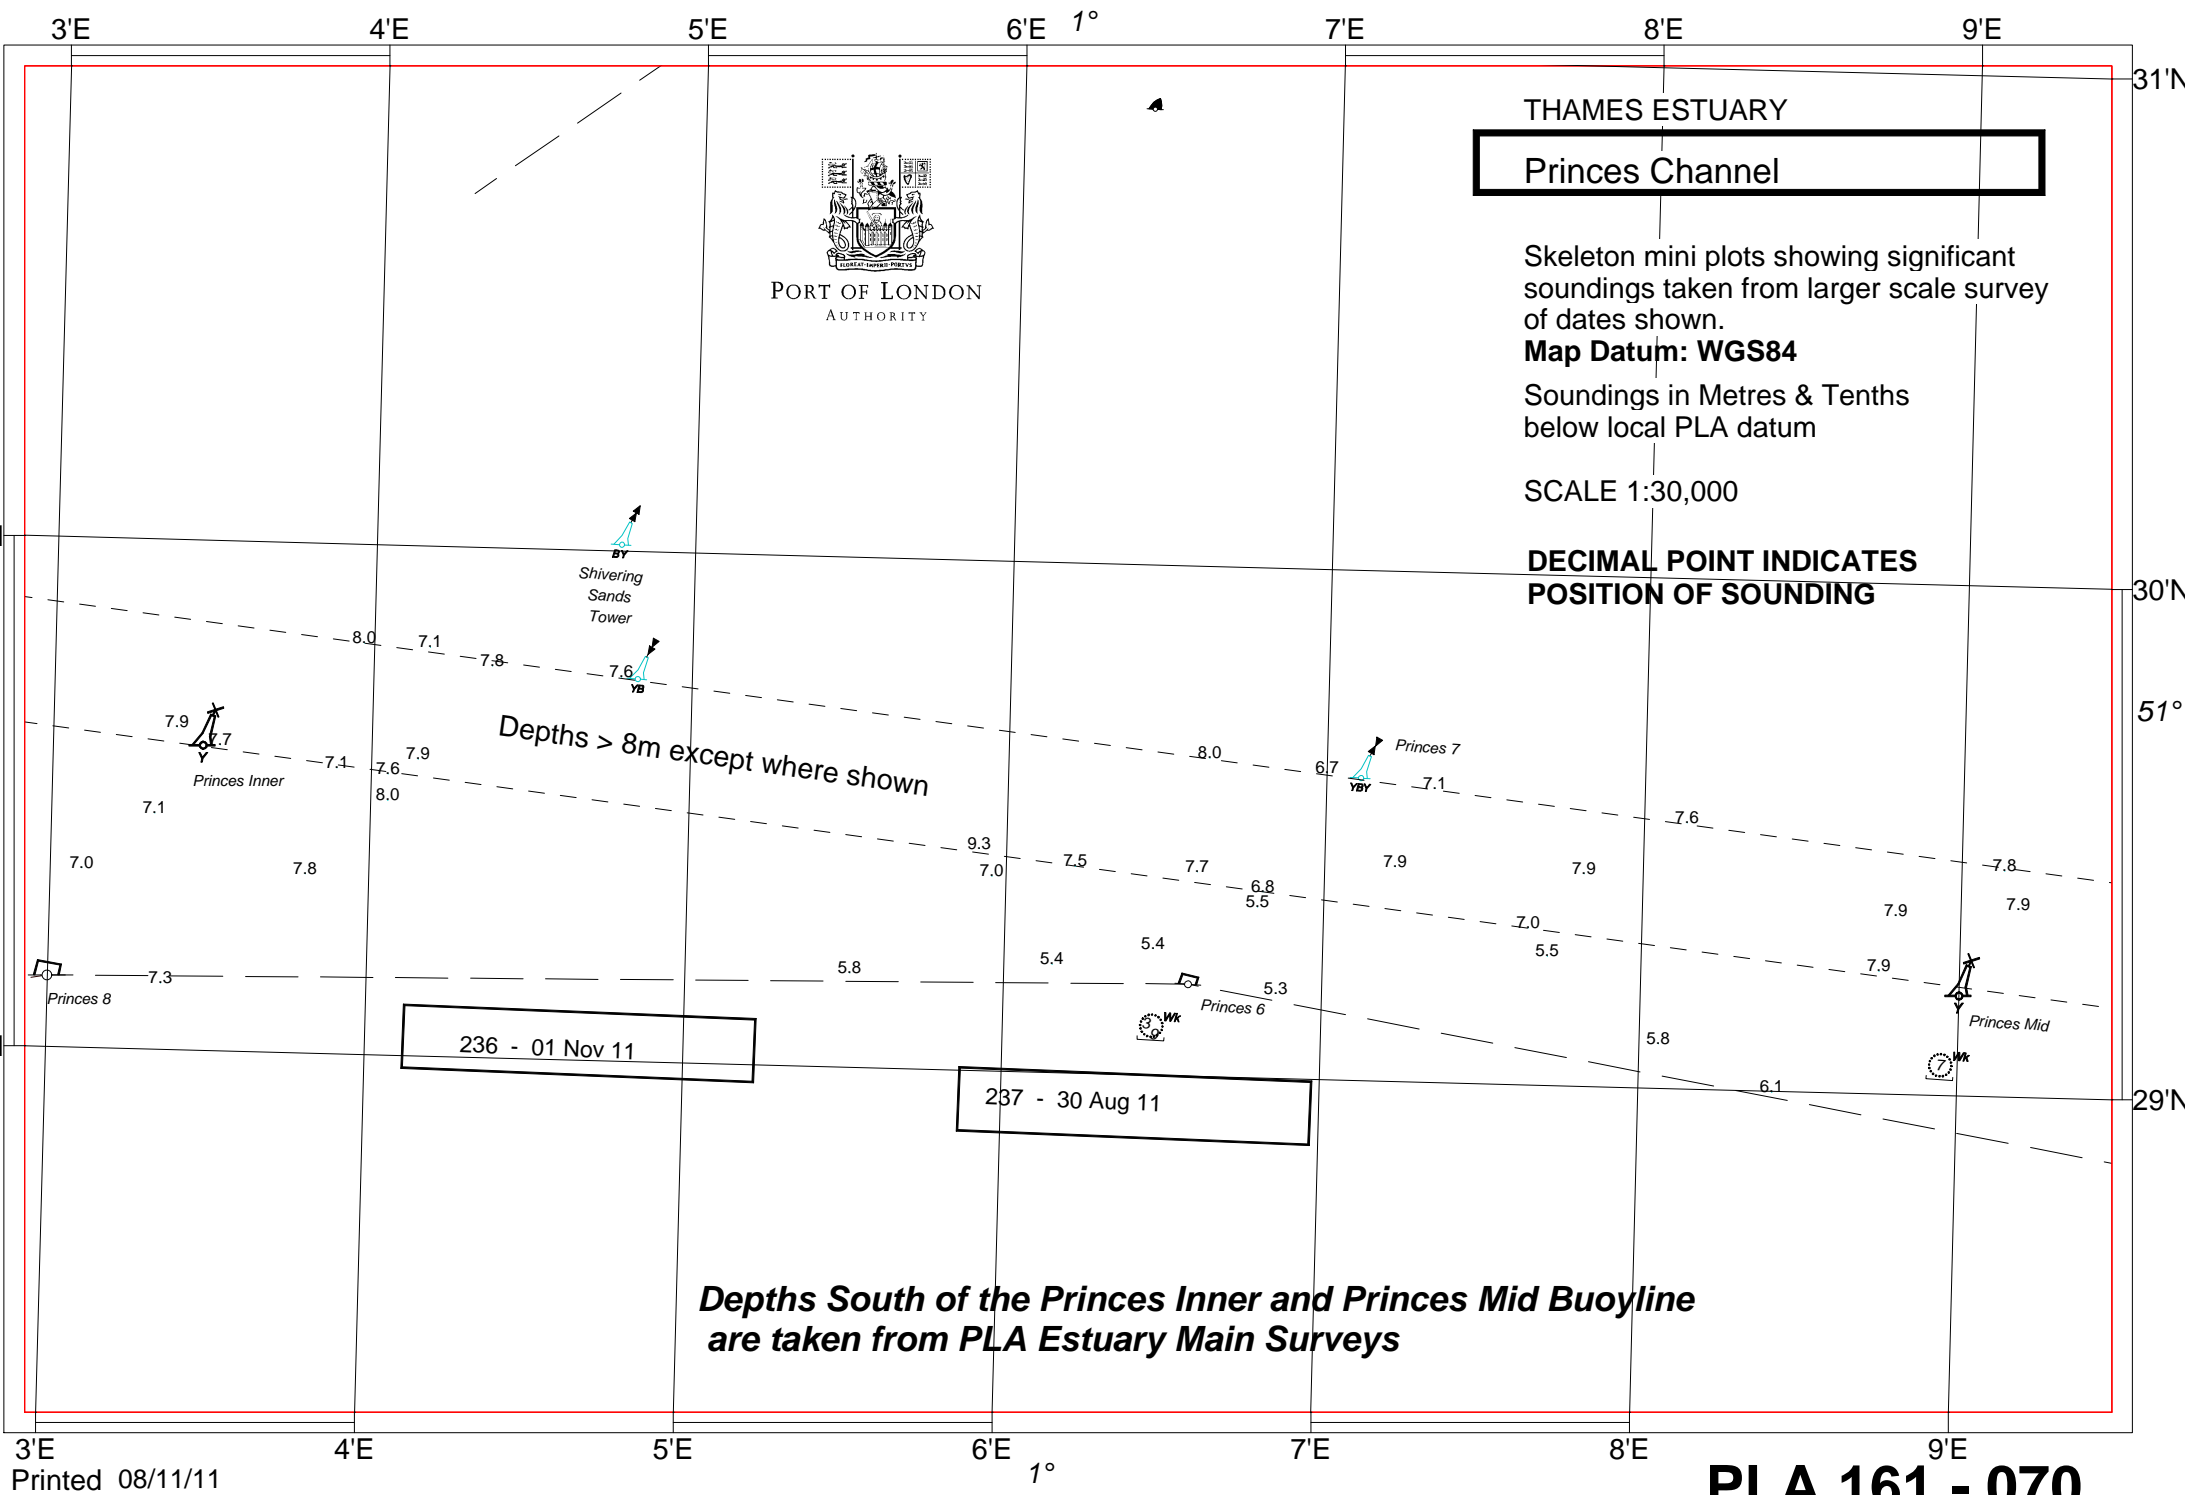 3'E 4'E 5'E 6'E 1° 7'E 8'E 9'E
31'N
THAMES ESTUARY
Princes Channel
FLOREAT·IMPERII·PORTVS
PORT OF LONDON
AUTHORITY
Skeleton mini plots showing significant
soundings taken from larger scale survey
of dates shown.
Map Datum: WGS84
Soundings in Metres & Tenths
below local PLA datum
SCALE 1:30,000
DECIMAL POINT INDICATES
POSITION OF SOUNDING
30'N
BY
Shivering
Sands
Tower
8.0 7.1 7.8 7.6
YB
51°
7.9 7.7
Y
Princes Inner
7.1 7.6 7.9
8.0
Depths > 8m except where shown
8.0 6.7
YBY
Princes 7
7.1
7.6
7.1
7.0 7.8
9.3
7.0 7.5 7.7 6.8
5.5
7.9 7.9 7.8
7.9 7.9
7.0
5.5
5.4
5.4
5.8
7.9
7.3
Princes 8
5.3
Princes 6
Y
Princes Mid
3 9 Wk
5.8
7 Wk
6.1
236 - 01 Nov 11
237 - 30 Aug 11
29'N
Depths South of the Princes Inner and Princes Mid Buoyline
are taken from PLA Estuary Main Surveys
3'E 4'E 5'E 6'E 1° 7'E 8'E 9'E
Printed 08/11/11
PLA 161 - 070